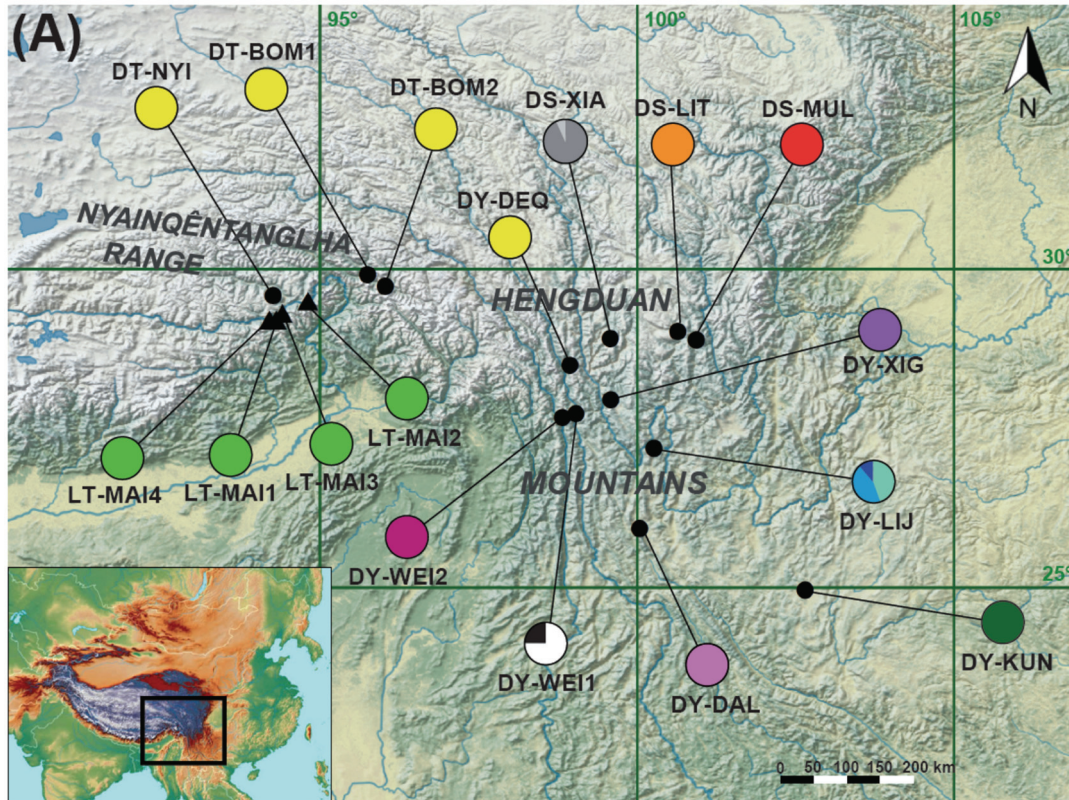 (A)
95°
100°
105°
DT-BOM1
DT-NYI
DT-BOM2
DS-XIA
DS-LIT
DS-MUL
N
DY-DEQ
NYAINQÊNTANGLHA
RANGE
30°
HENGDUAN
DY-XIG
LT-MAI2
LT-MAI3
LT-MAI4
LT-MAI1
MOUNTAINS
DY-LIJ
DY-WEI2
25°
DY-KUN
DY-WEI1
DY-DAL
0 50 100 150 200 km